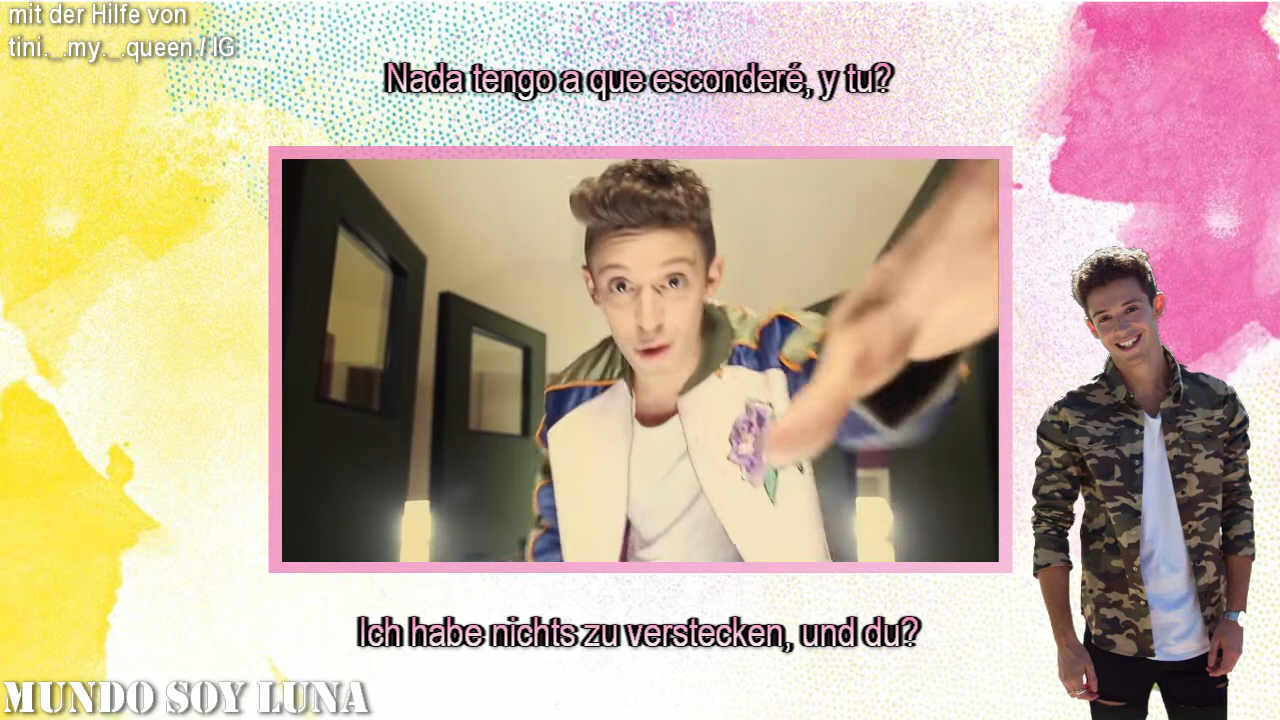 mit der Hilfe von
tini._.my._.queen / IG
Nada tengo a que esconderé, y tu?
Ich habe nichts zu verstecken, und du?
MUNDO SOY LUNA